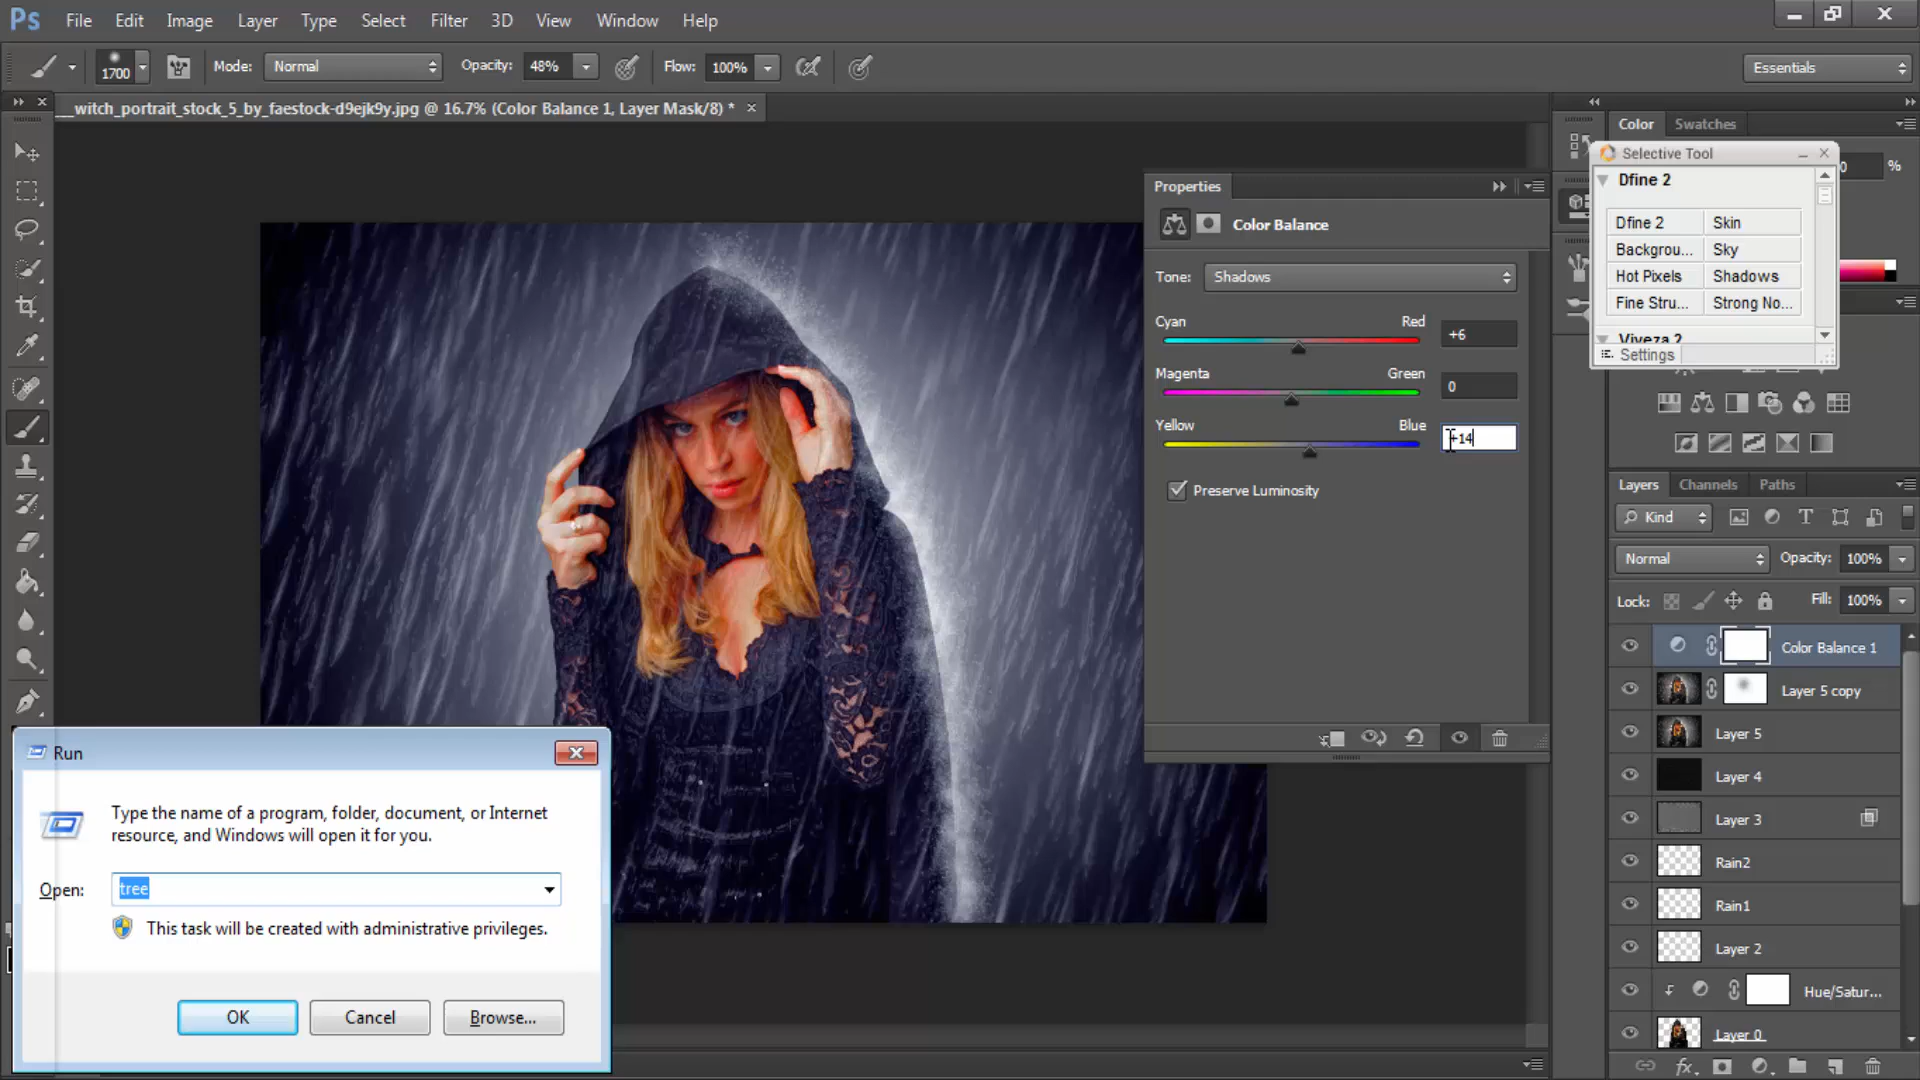 Ps File Edit Image Layer Type Select Filter 3D View Window Help
1700 Mode: Normal Opacity: 48% Flow: 100% Essentials
__witch_portrait_stock_5_by_faestock-d9ejk9y.jpg @ 16.7% (Color Balance 1, Layer Mask/8) *
Color Swatches
Selective Tool
%
Dfine 2
Dfine 2 Skin
Backgrou... Sky
Hot Pixels Shadows
Fine Stru... Strong No...
Viveza 2
Settings
Properties
Color Balance
Tone: Shadows
Cyan Red +6
Magenta Green 0
Yellow Blue +14
Preserve Luminosity
Layers Channels Paths
Kind
Normal Opacity: 100%
Lock: Fill: 100%
Color Balance 1
Layer 5 copy
Layer 5
Layer 4
Layer 3
Rain2
Rain1
Layer 2
Hue/Satur...
Layer 0
Run
Type the name of a program, folder, document, or Internet
resource, and Windows will open it for you.
Open: tree
This task will be created with administrative privileges.
OK Cancel Browse...